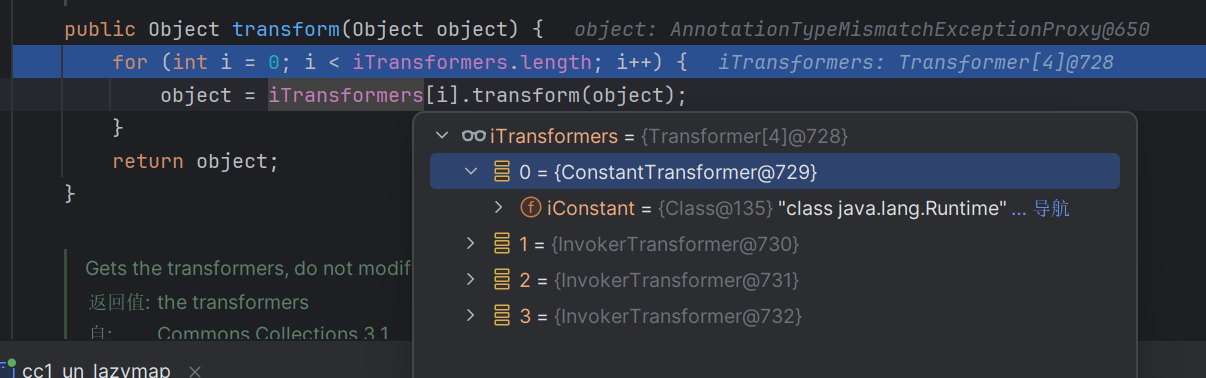 public Object transform(Object object) {   object: AnnotationTypeMismatchExceptionProxy@650
for (int i = 0; i < iTransformers.length; i++) {   iTransformers: Transformer[4]@728
object = iTransformers[i].transform(object);
}
return object;
}
iTransformers = {Transformer[4]@728}
0 = {ConstantTransformer@729}
iConstant = {Class@135} "class java.lang.Runtime" ... 导航
1 = {InvokerTransformer@730}
2 = {InvokerTransformer@731}
3 = {InvokerTransformer@732}
Gets the transformers, do not modif
返回值: the transformers
自: Commons Collections 3.1
cc1_un_lazymap ×